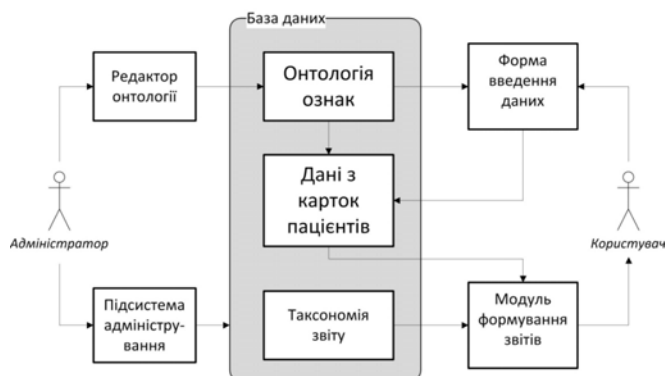 База даних
Редактор
онтології
Онтологія
ознак
Форма
введення
даних
Дані з
карток
пацієнтів
Адміністратор
Користувач
Підсистема
адміністру-
вання
Таксономія
звіту
Модуль
формування
звітів